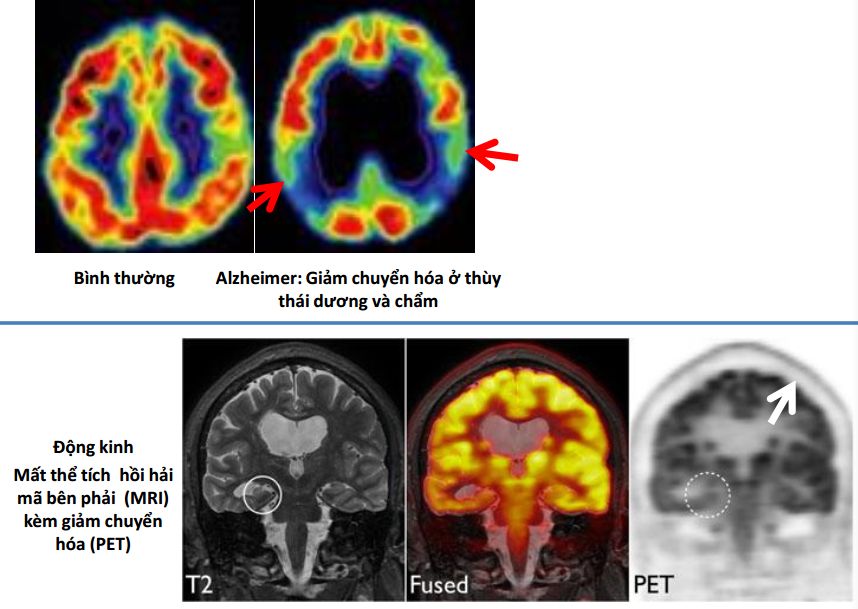 Bình thường
Alzheimer: Giảm chuyển hóa ở thùy
thái dương và chẩm
Động kinh
Mất thể tích hồi hải
mã bên phải (MRI)
kèm giảm chuyển
hóa (PET)
T2
Fused
PET